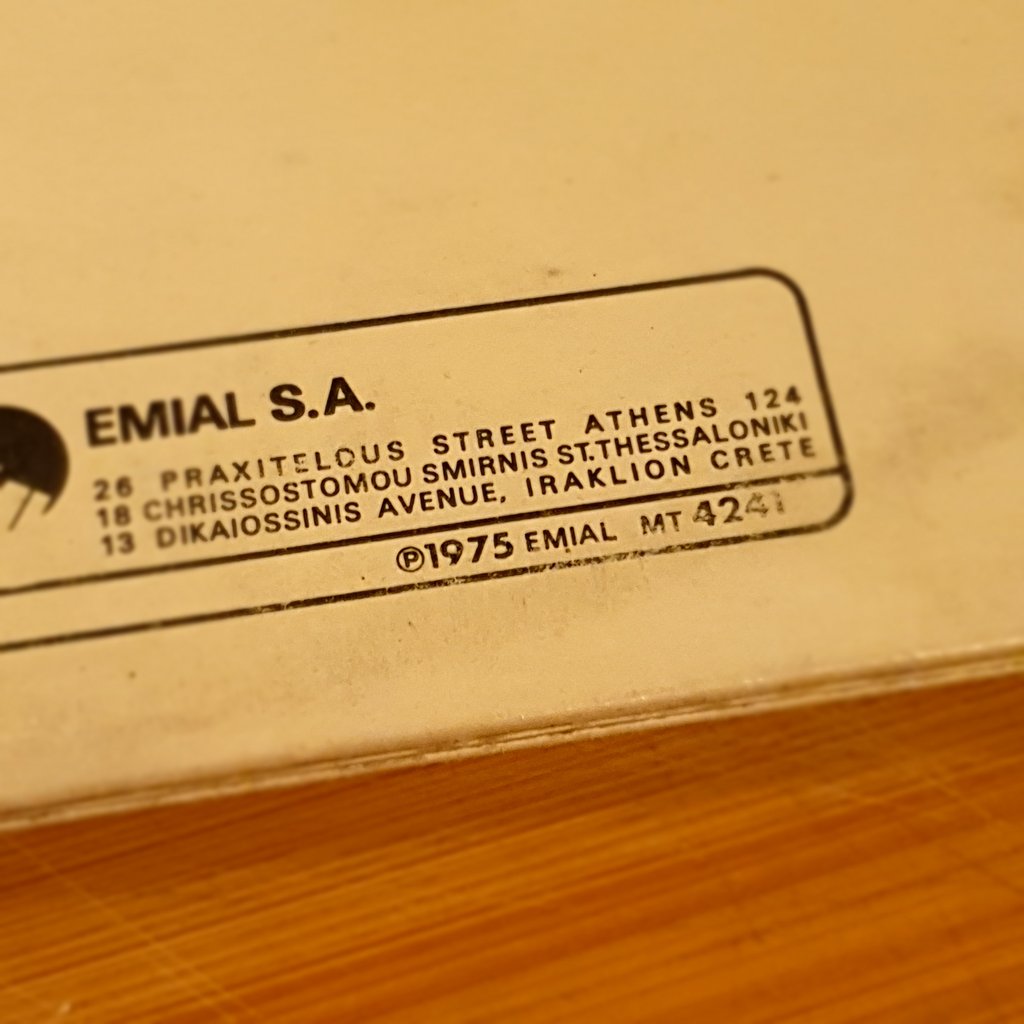 EMIAL S.A.
26 PRAXITELOUS STREET ATHENS 124
18 CHRISSOSTOMOU SMIRNIS ST.THESSALONIKI
13 DIKAIOSSINIS AVENUE, IRAKLION CRETE
℗1975 EMIAL MT 4241